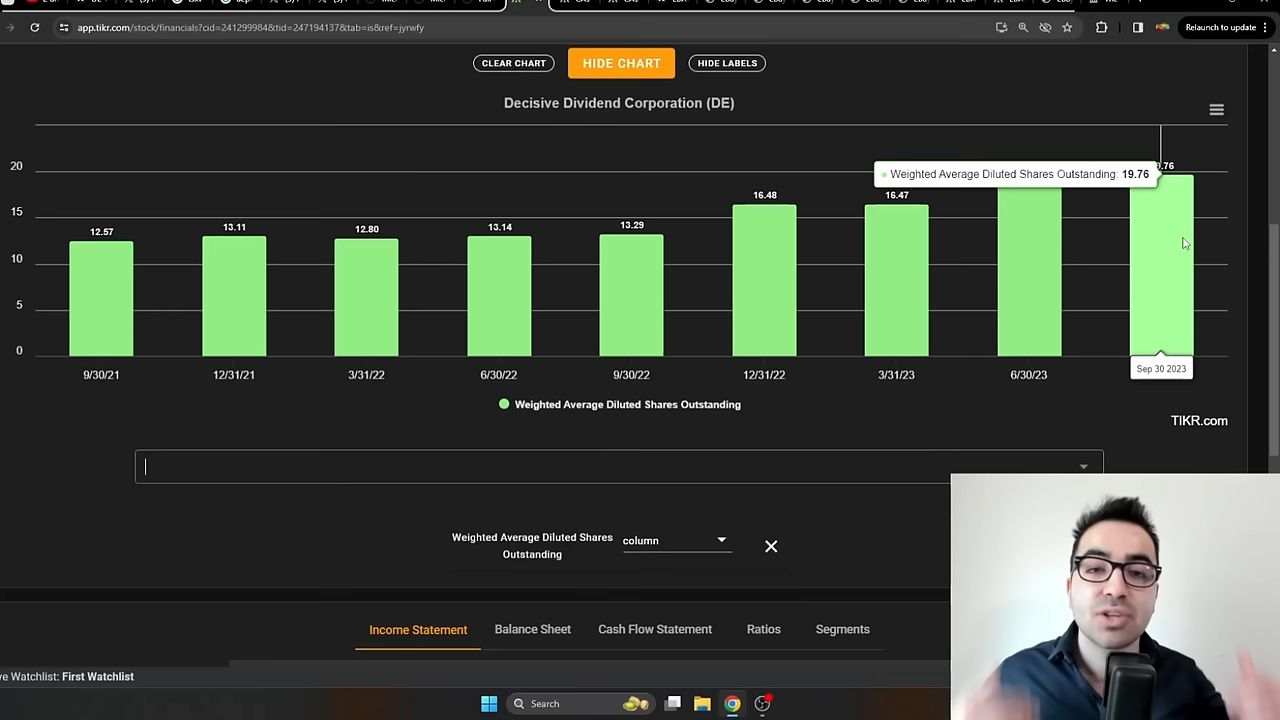 app.tikr.com/stock/financials?cid=241299984&tid=247194137&tab=is&ref=jyrwfy
Relaunch to update
CLEAR CHART
HIDE CHART
HIDE LABELS
Decisive Dividend Corporation (DE)
20
15
10
5
0
12.57
13.11
12.80
13.14
13.29
16.48
16.47
Weighted Average Diluted Shares Outstanding: 19.76
9/30/21
12/31/21
3/31/22
6/30/22
9/30/22
12/31/22
3/31/23
6/30/23
Sep 30 2023
Weighted Average Diluted Shares Outstanding
TIKR.com
Weighted Average Diluted Shares
Outstanding
column
Income Statement
Balance Sheet
Cash Flow Statement
Ratios
Segments
Watchlist: First Watchlist
Search